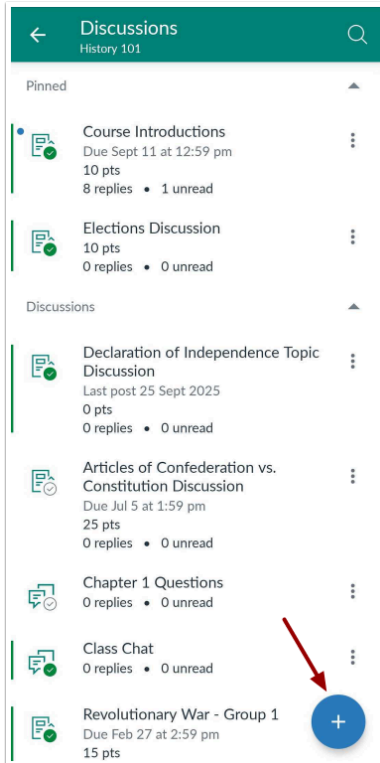 Discussions
History 101
Pinned
Course Introductions
Due Sept 11 at 12:59 pm
10 pts
8 replies • 1 unread
Elections Discussion
10 pts
0 replies • 0 unread
Discussions
Declaration of Independence Topic
Discussion
Last post 25 Sept 2025
0 pts
0 replies • 0 unread
Articles of Confederation vs.
Constitution Discussion
Due Jul 5 at 1:59 pm
25 pts
0 replies • 0 unread
Chapter 1 Questions
0 replies • 0 unread
Class Chat
0 replies • 0 unread
Revolutionary War - Group 1
Due Feb 27 at 2:59 pm
15 pts